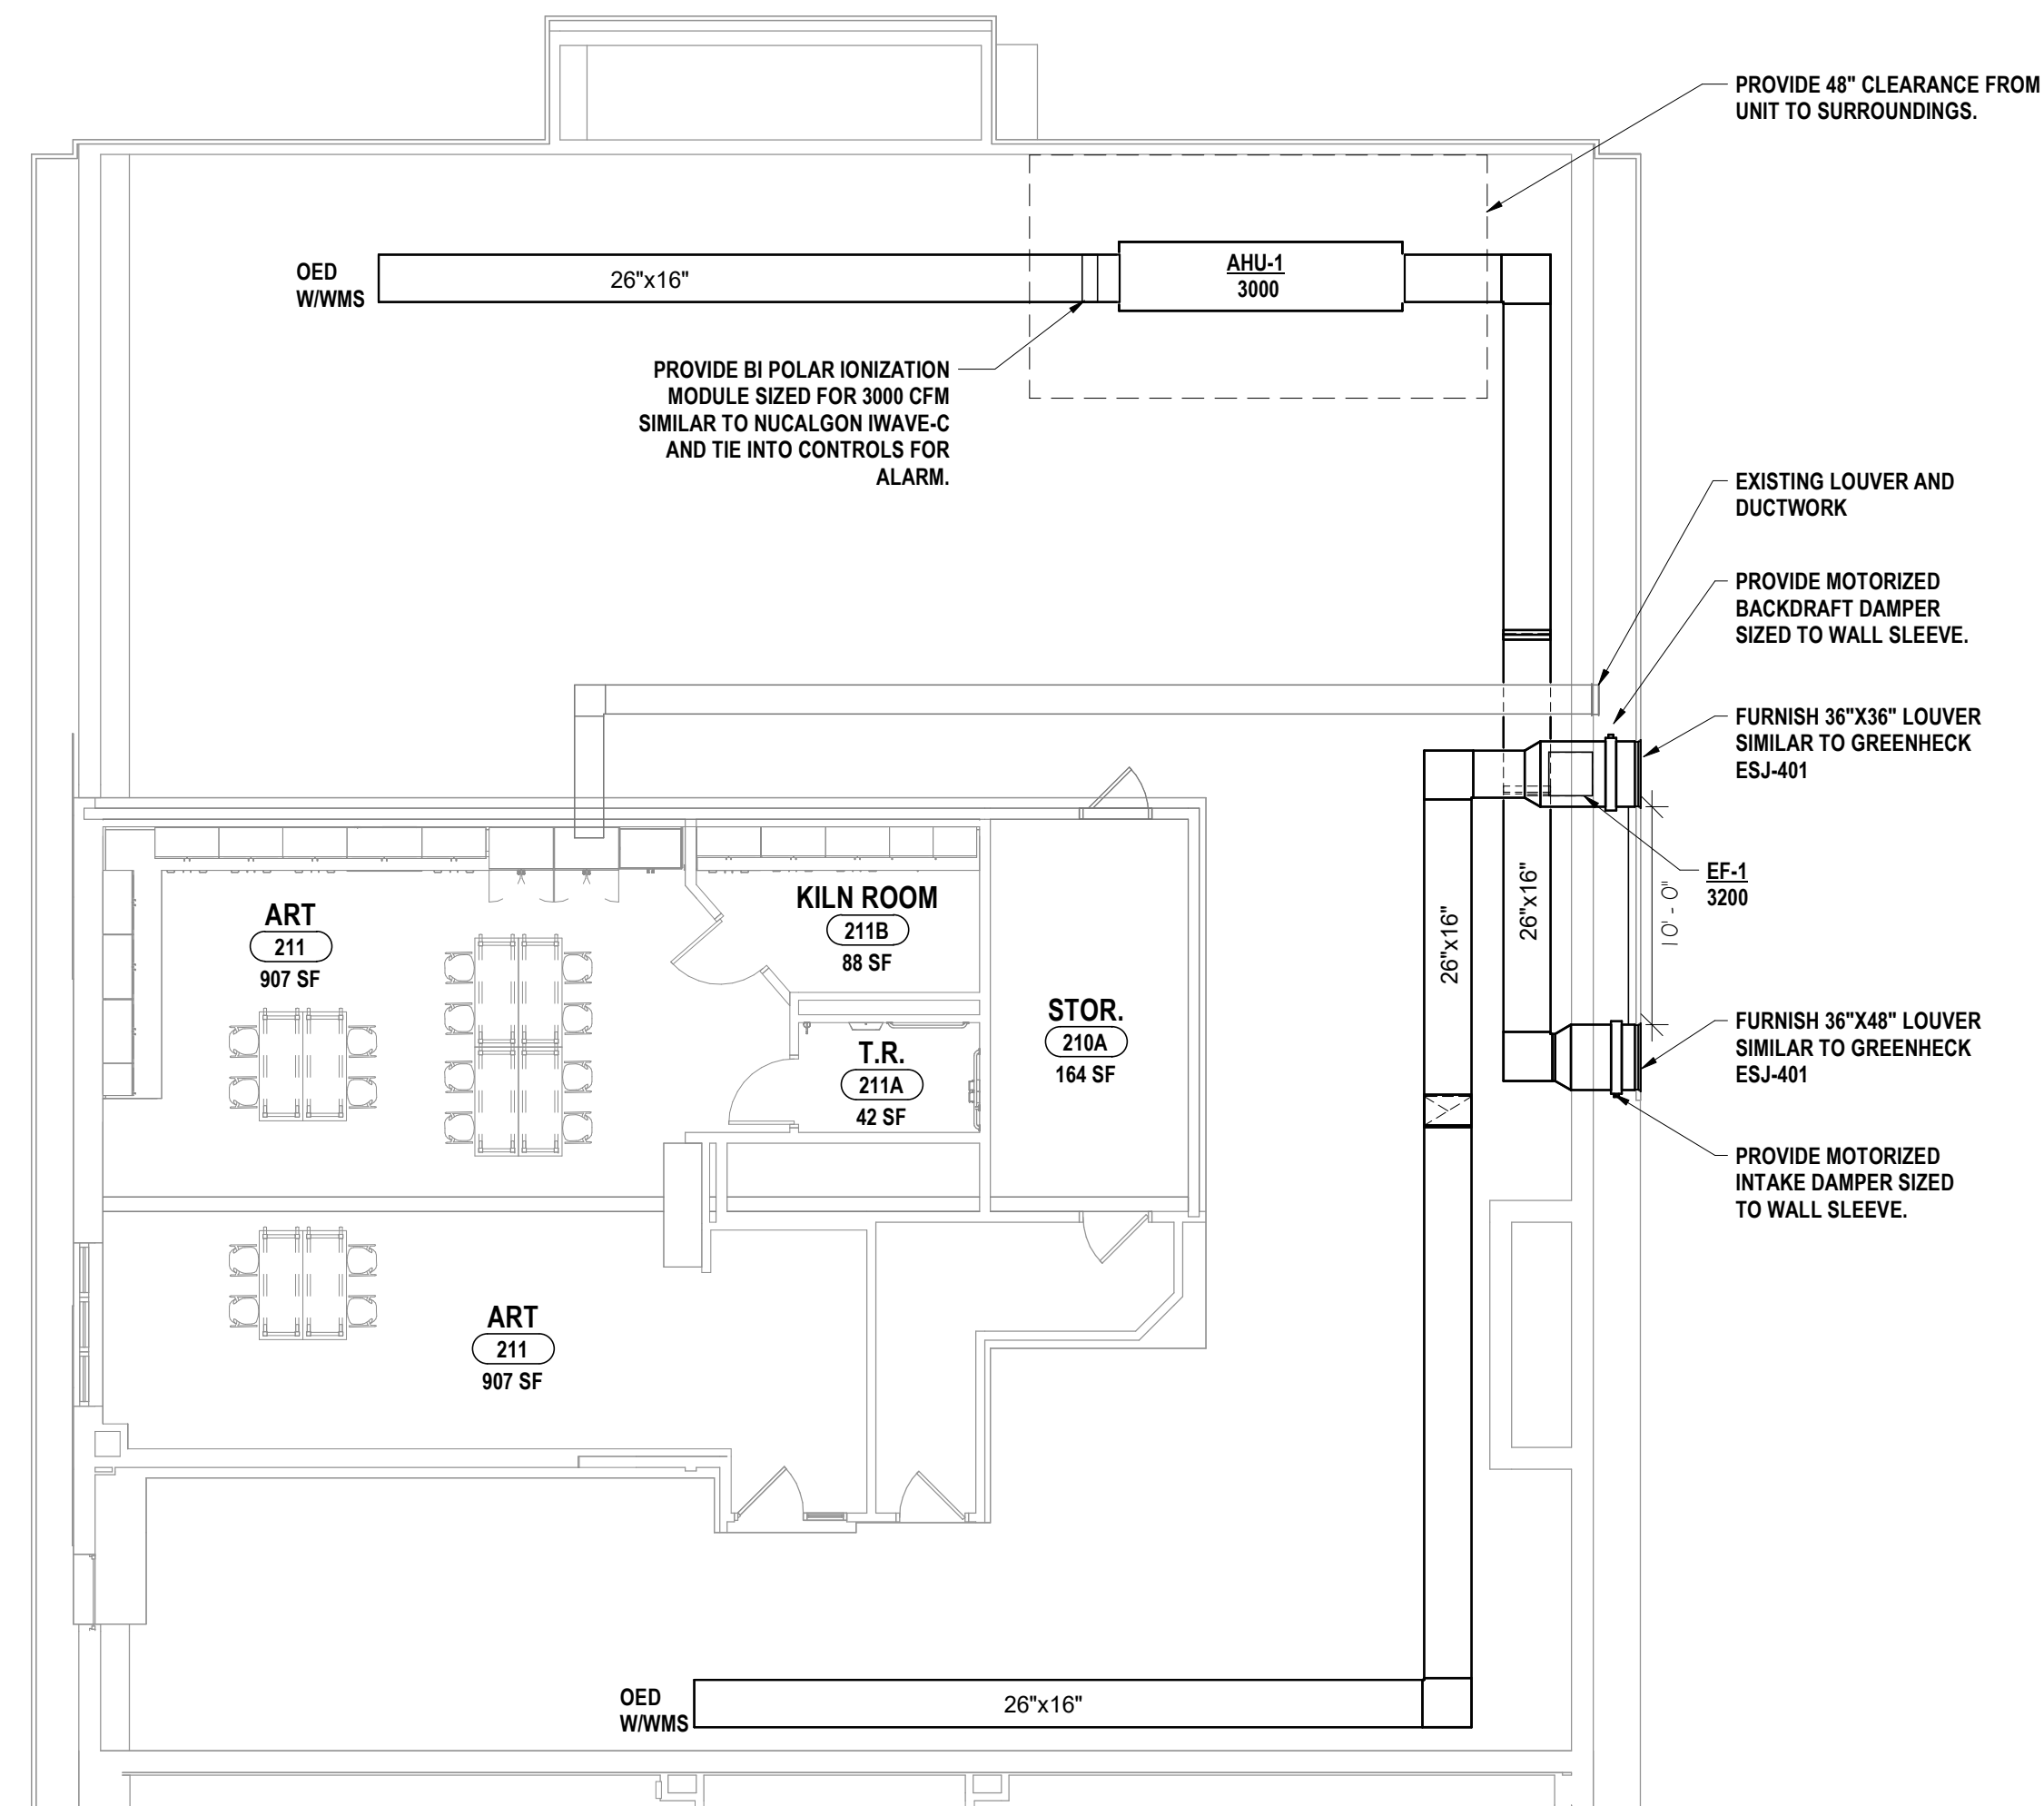 PROVIDE 48" CLEARANCE FROM
UNIT TO SURROUNDINGS.
OED
W/WMS
26"x16"
AHU-1
3000
PROVIDE BI POLAR IONIZATION
MODULE SIZED FOR 3000 CFM
SIMILAR TO NUCALGON IWAVE-C
AND TIE INTO CONTROLS FOR
ALARM.
EXISTING LOUVER AND
DUCTWORK
PROVIDE MOTORIZED
BACKDRAFT DAMPER
SIZED TO WALL SLEEVE.
FURNISH 36"X36" LOUVER
SIMILAR TO GREENHECK
ESJ-401
EF-1
3200
10' - 0"
26"x16"
26"x16"
ART
211
907 SF
KILN ROOM
211B
88 SF
STOR.
210A
164 SF
T.R.
211A
42 SF
FURNISH 36"X48" LOUVER
SIMILAR TO GREENHECK
ESJ-401
PROVIDE MOTORIZED
INTAKE DAMPER SIZED
TO WALL SLEEVE.
ART
211
907 SF
OED
W/WMS
26"x16"